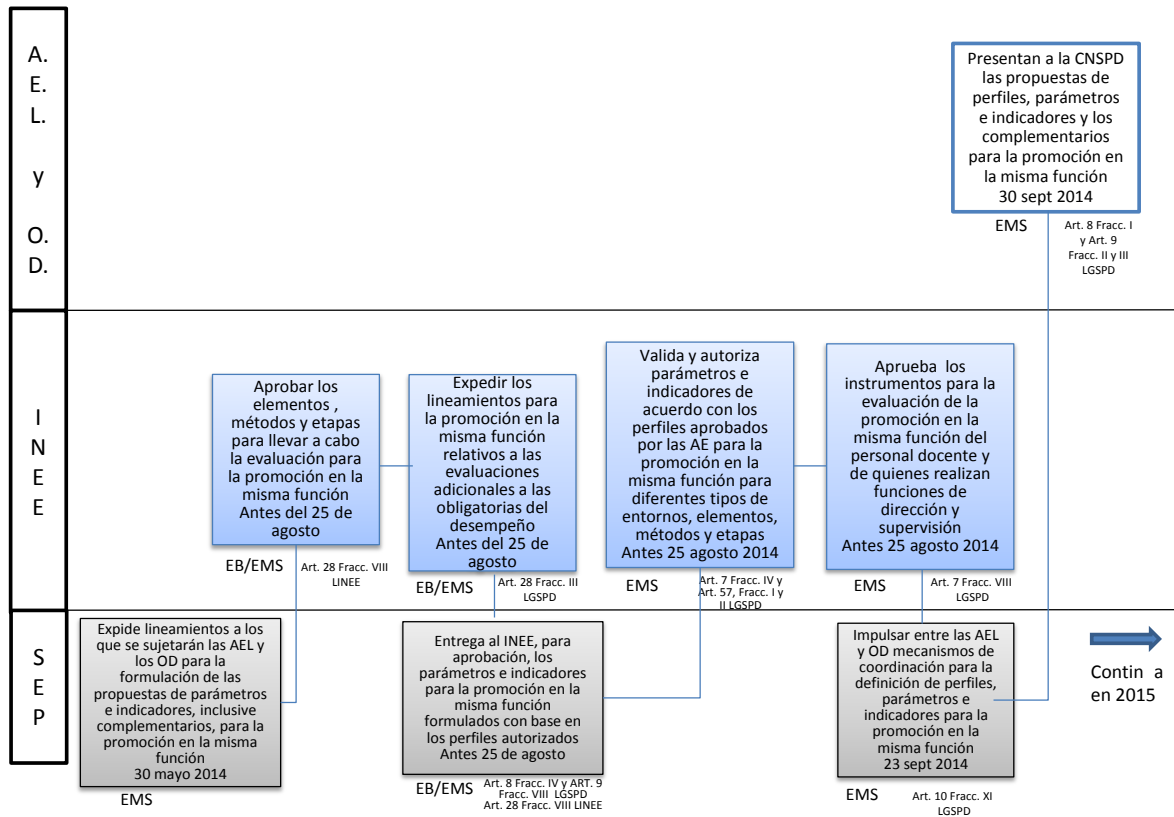 A.
E.
L.
y
O.
D.
Presentan a la CNSPD
las propuestas de
perfiles, parámetros
e indicadores y los
complementarios
para la promoción en
la misma función
30 sept 2014
EMS
Art. 8 Fracc. I
y Art. 9
Fracc. II y III
LGSPD
I
N
E
E
Aprobar los
elementos ,
métodos y etapas
para llevar a cabo
la evaluación para
la promoción en la
misma función
Antes del 25 de
agosto
EB/EMS
Art. 28 Fracc. VIII
LINEE
Expedir los
lineamientos para
la promoción en la
misma función
relativos a las
evaluaciones
adicionales a las
obligatorias del
desempeño
Antes del 25 de
agosto
EB/EMS
Art. 28 Fracc. III
LGSPD
Valida y autoriza
parámetros e
indicadores de
acuerdo con los
perfiles aprobados
por las AE para la
promoción en la
misma función para
diferentes tipos de
entornos, elementos,
métodos y etapas
Antes 25 agosto 2014
EMS
Art. 7 Fracc. IV y
Art. 57, Fracc. I y
II LGSPD
Aprueba los
instrumentos para la
evaluación de la
promoción en la
misma función del
personal docente y
de quienes realizan
funciones de
dirección y
supervisión
Antes 25 agosto 2014
EMS
Art. 7 Fracc. VIII
LGSPD
S
E
P
Expide lineamientos a los
que se sujetarán las AEL y
los OD para la
formulación de las
propuestas de parámetros
e indicadores, inclusive
complementarios, para la
promoción en la misma
función
30 mayo 2014
EMS
Entrega al INEE, para
aprobación, los
parámetros e indicadores
para la promoción en la
misma función
formulados con base en
los perfiles autorizados
Antes 25 de agosto
EB/EMS
Art. 8 Fracc. IV y ART. 9
Fracc. VIII LGSPD
Art. 28 Fracc. VIII LINEE
Impulsar entre las AEL
y OD mecanismos de
coordinación para la
definición de perfiles,
parámetros e
indicadores para la
promoción en la
misma función
23 sept 2014
EMS
Art. 10 Fracc. XI
LGSPD
Contin a
en 2015